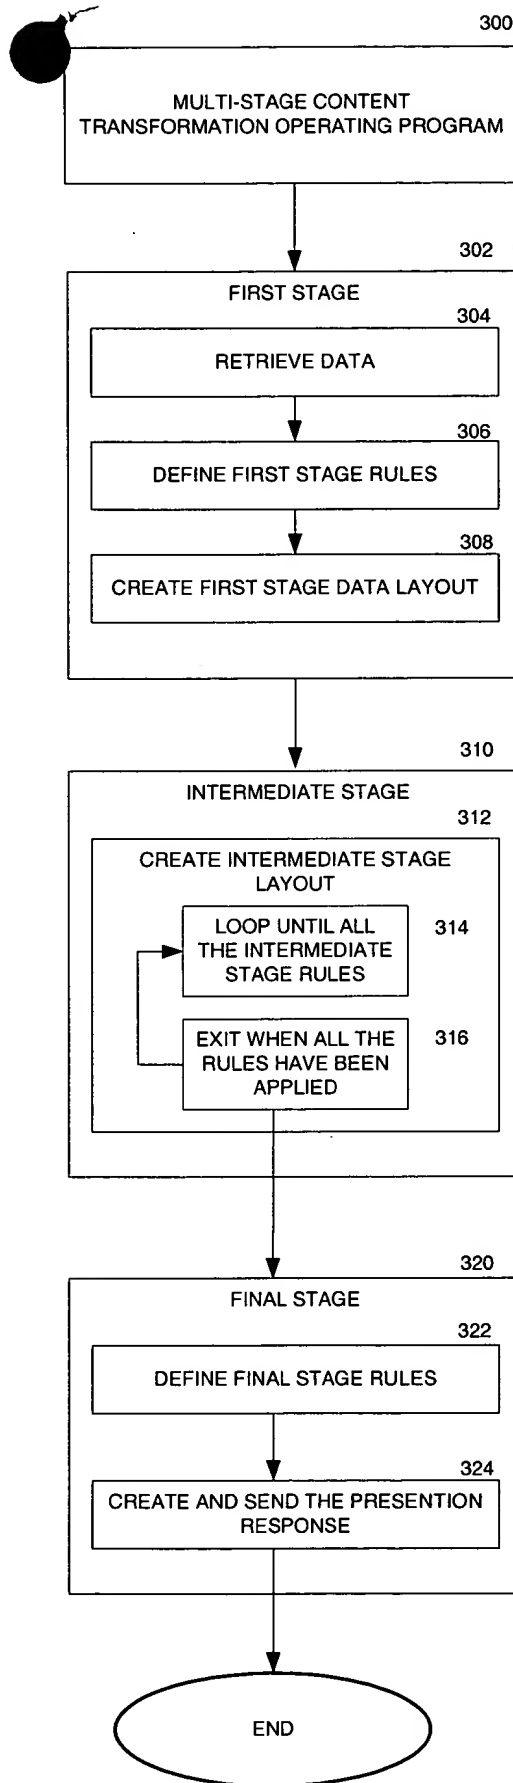 300
MULTI-STAGE CONTENT
TRANSFORMATION OPERATING PROGRAM
302
FIRST STAGE
304
RETRIEVE DATA
306
DEFINE FIRST STAGE RULES
308
CREATE FIRST STAGE DATA LAYOUT
310
INTERMEDIATE STAGE
312
CREATE INTERMEDIATE STAGE
LAYOUT
LOOP UNTIL ALL
THE INTERMEDIATE
STAGE RULES
314
EXIT WHEN ALL THE
RULES HAVE BEEN
APPLIED
316
320
FINAL STAGE
322
DEFINE FINAL STAGE RULES
324
CREATE AND SEND THE PRESENTION
RESPONSE
END